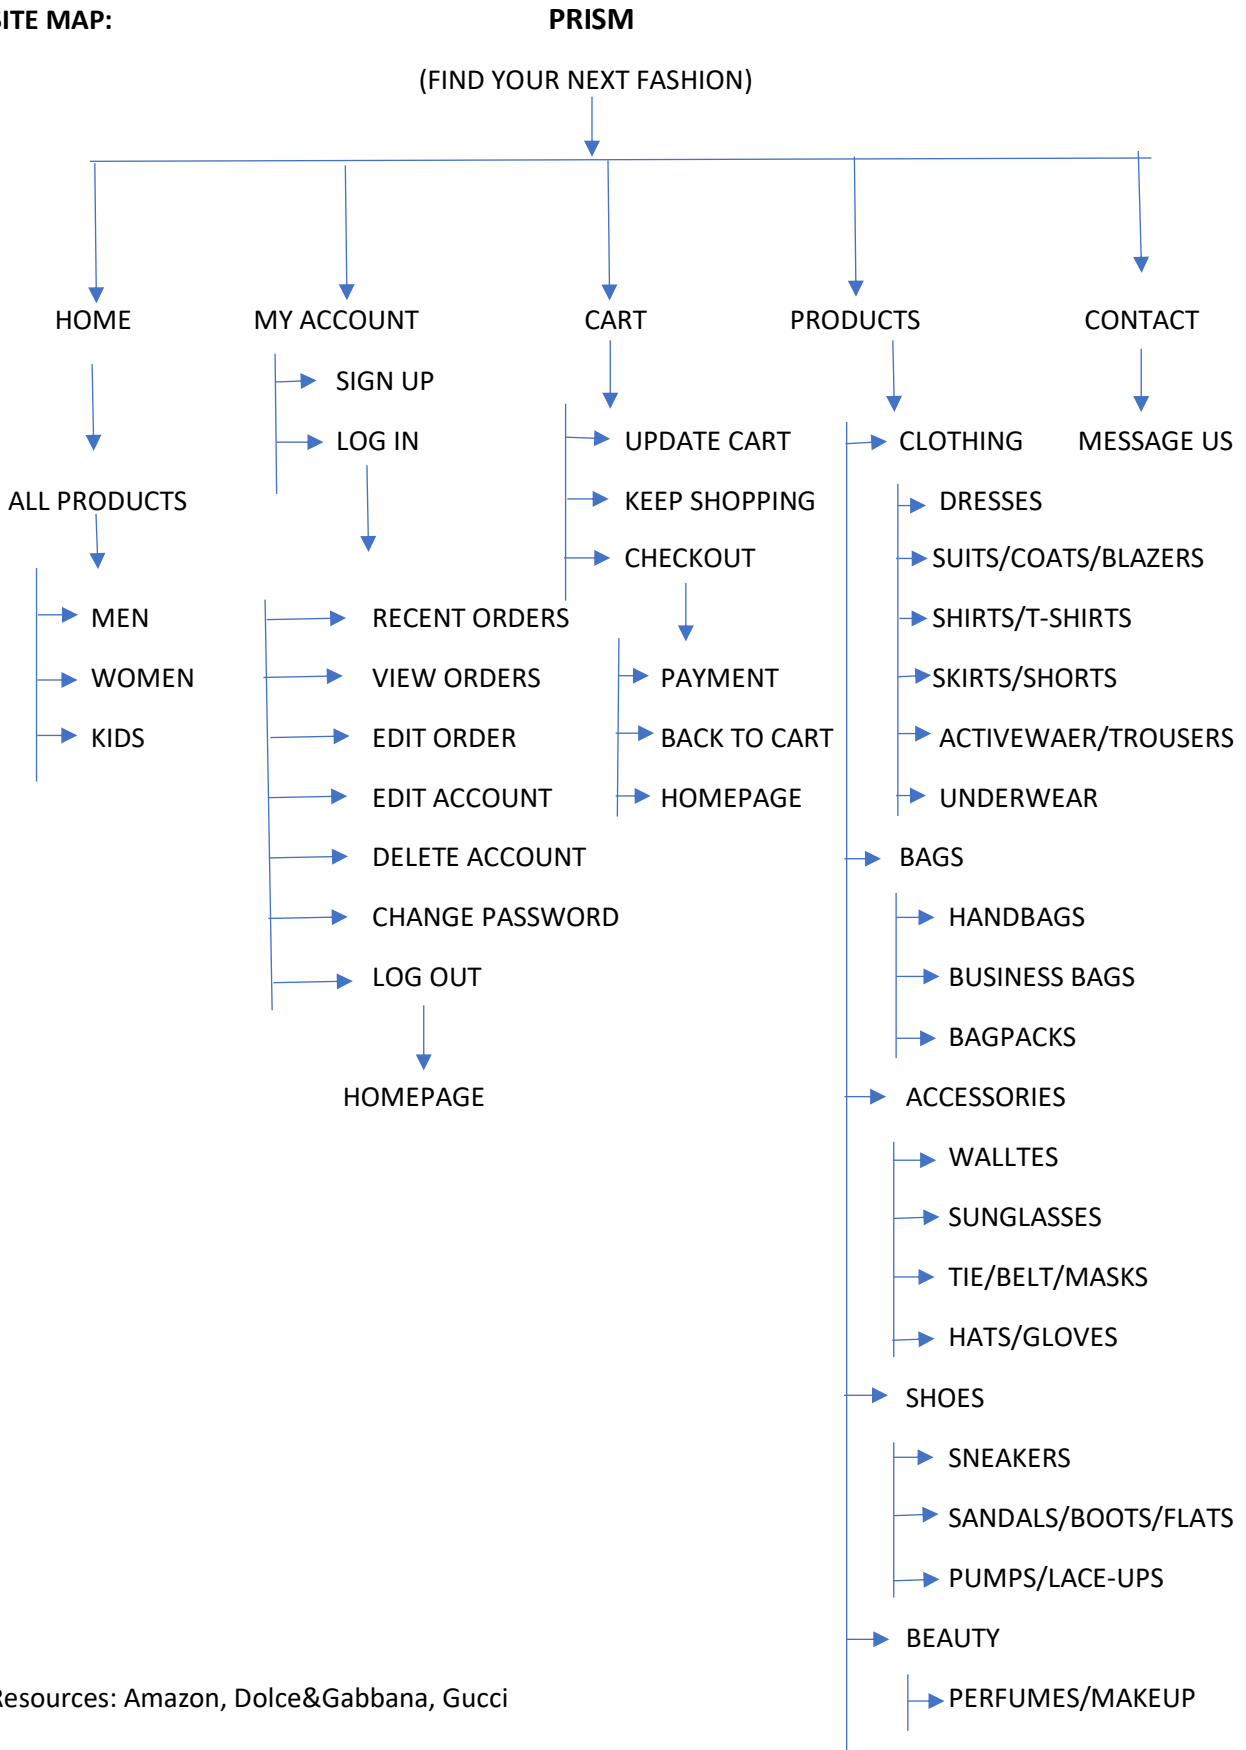 SITE MAP: PRISM
(FIND YOUR NEXT FASHION)
HOME MY ACCOUNT CART PRODUCTS CONTACT
SIGN UP
LOG IN UPDATE CART CLOTHING MESSAGE US
ALL PRODUCTS KEEP SHOPPING DRESSES
CHECKOUT SUITS/COATS/BLAZERS
MEN RECENT ORDERS SHIRTS/T-SHIRTS
WOMEN VIEW ORDERS PAYMENT SKIRTS/SHORTS
KIDS EDIT ORDER BACK TO CART ACTIVEWAER/TROUSERS
EDIT ACCOUNT HOMEPAGE UNDERWEAR
DELETE ACCOUNT BAGS
CHANGE PASSWORD HANDBAGS
LOG OUT BUSINESS BAGS
BAGPACKS
HOMEPAGE ACCESSORIES
WALLTES
SUNGLASSES
TIE/BELT/MASKS
HATS/GLOVES
SHOES
SNEAKERS
SANDALS/BOOTS/FLATS
PUMPS/LACE-UPS
BEAUTY
Resources: Amazon, Dolce&Gabbana, Gucci PERFUMES/MAKEUP